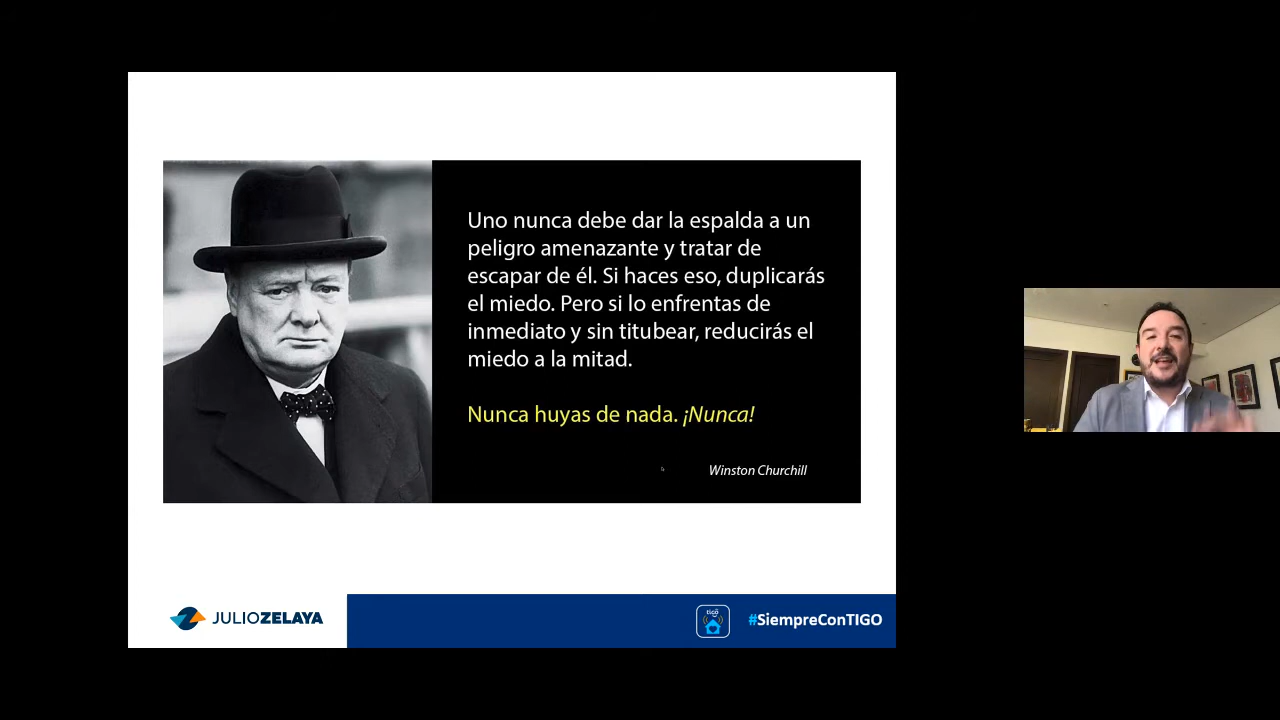 Uno nunca debe dar la espalda a un
peligro amenazante y tratar de
escapar de él. Si haces eso, duplicarás
el miedo. Pero si lo enfrentas de
inmediato y sin titubear, reducirás el
miedo a la mitad.
Nunca huyas de nada. ¡Nunca!
Winston Churchill
JULIOZELAYA
tigo
#SiempreConTIGO